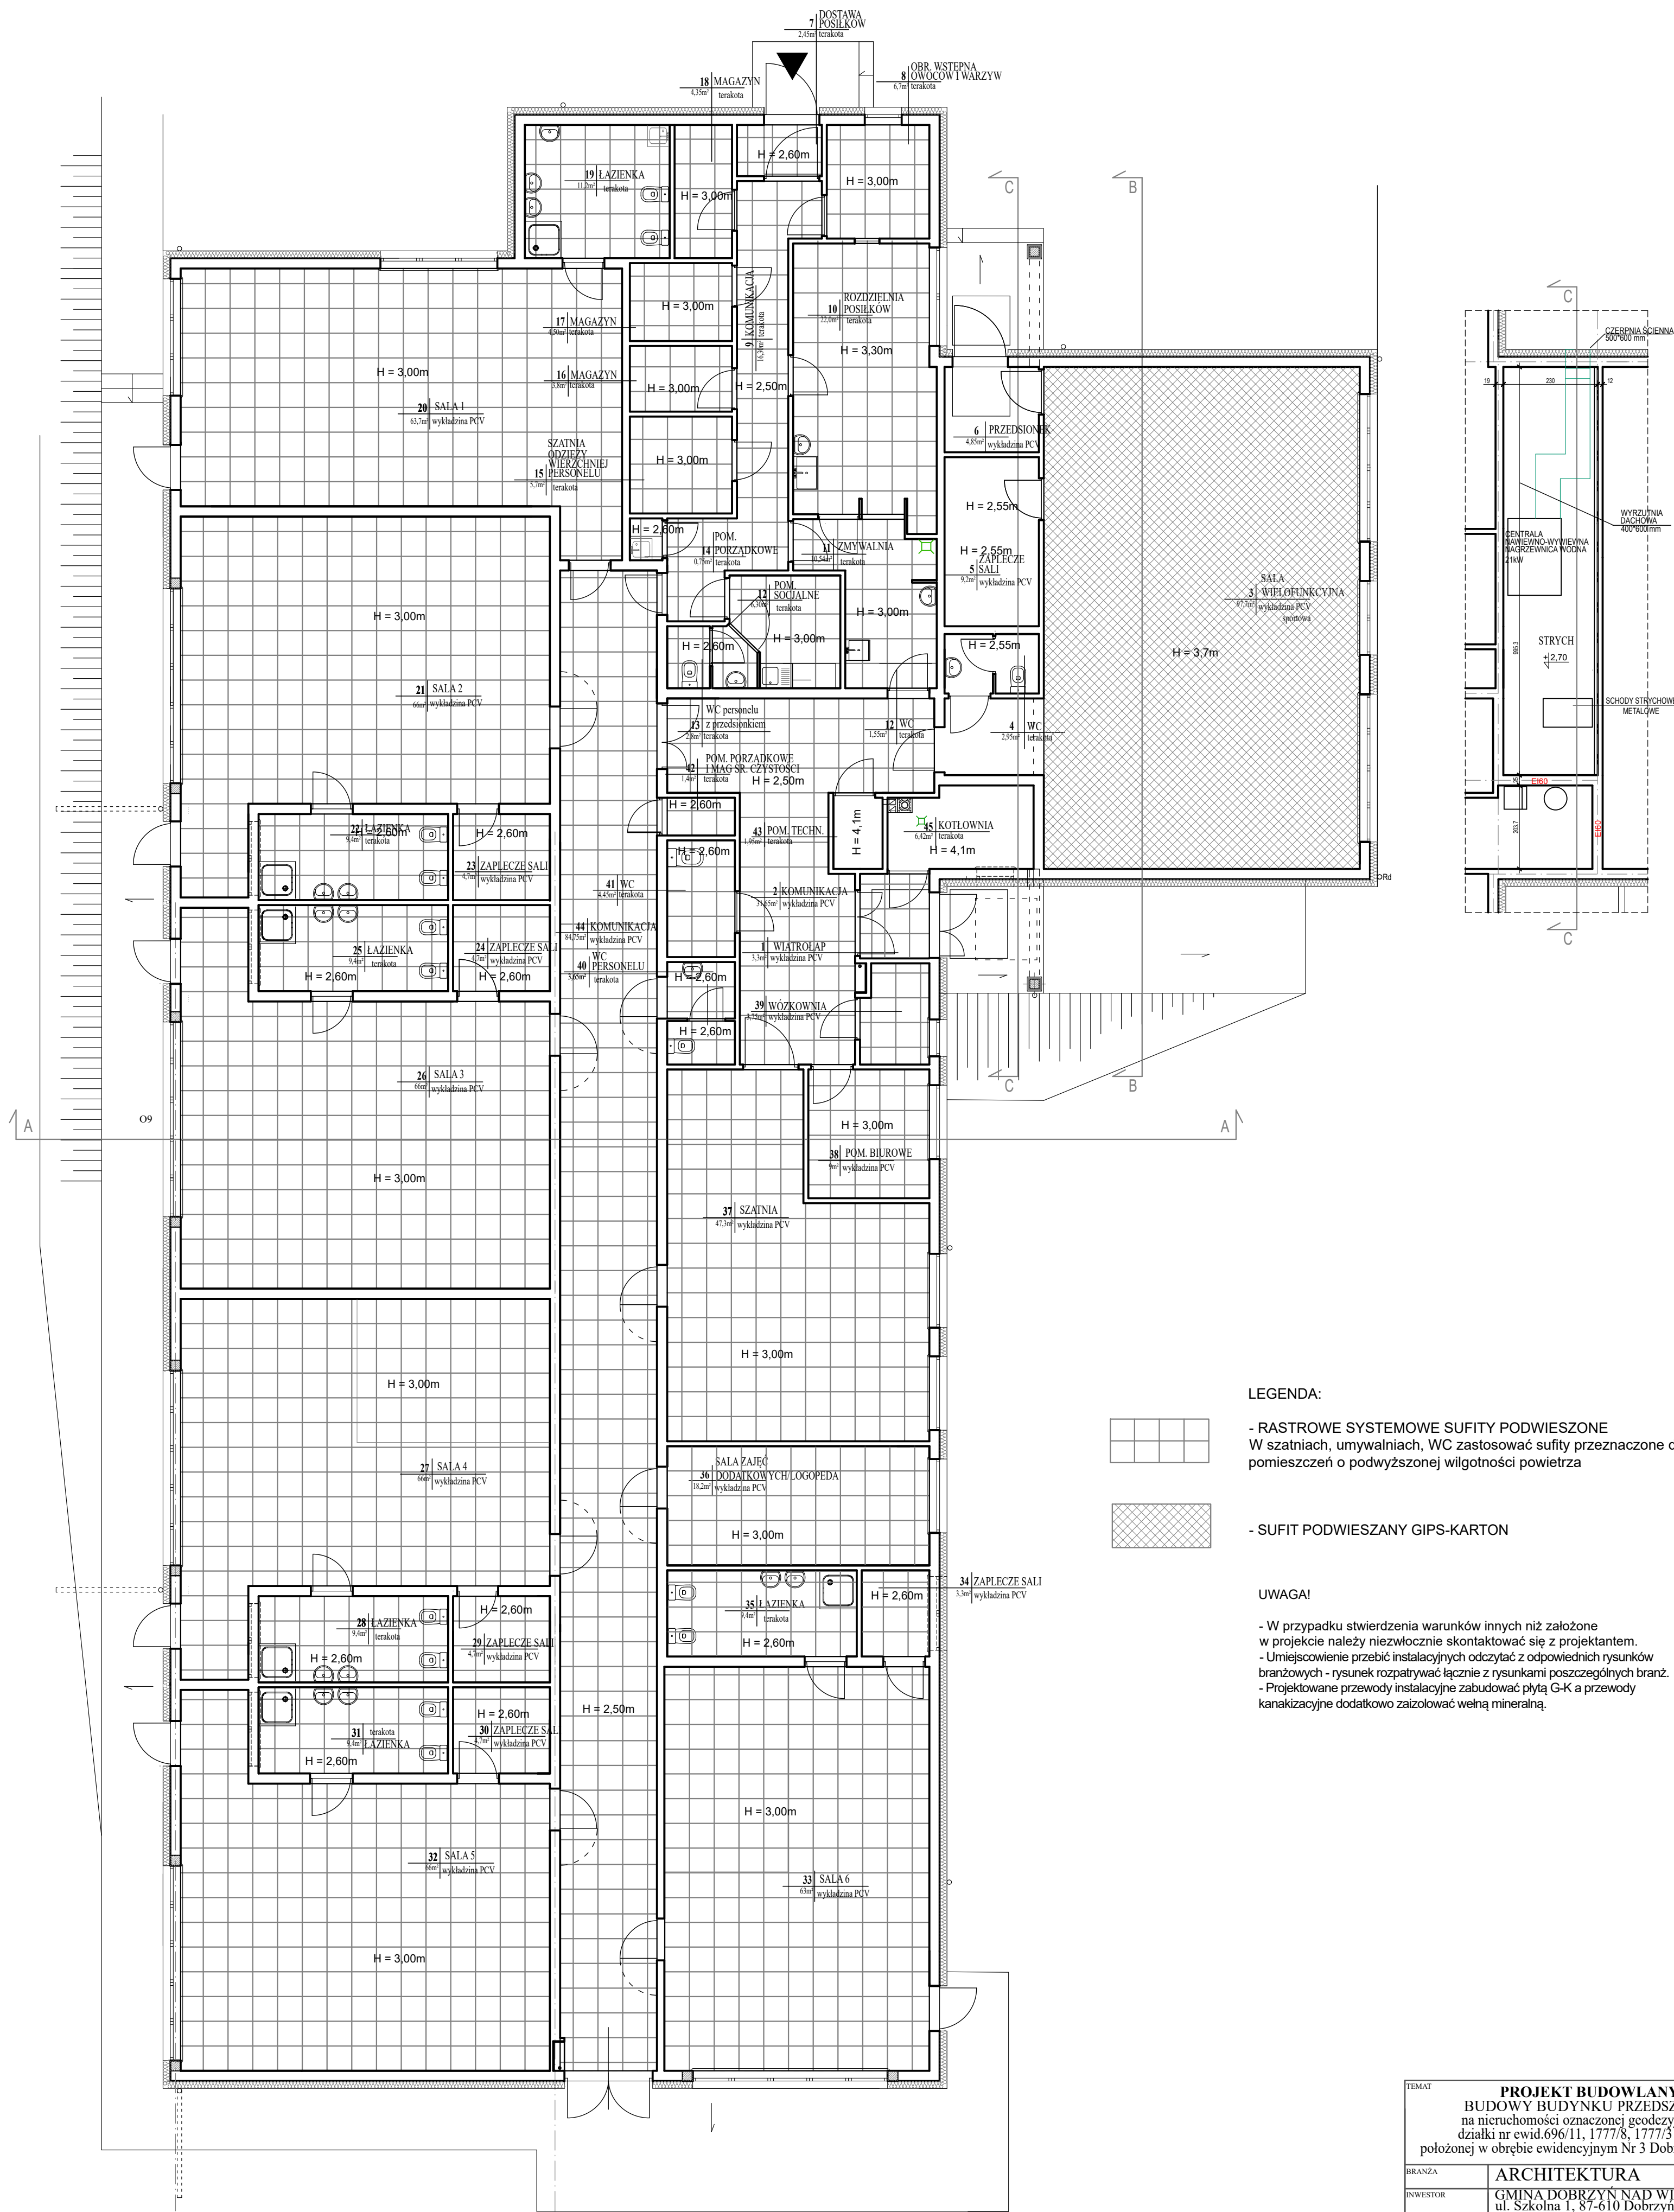 7 DOSTAWA
POSIŁKÓW
2,45m² terakota
18 MAGAZYN
4,35m² terakota
8 OBR. WSTĘPNA
OWOCÓW I WARZYW
6,7m² terakota
H = 2,60m
19 ŁAZIENKA
11,2m² terakota
H = 3,00m
H = 3,00m
C
B
17 MAGAZYN
4,50m² terakota
H = 3,00m
9 KOMUNIKACJA
terakota
10 ROZDZIELNIA
POSIŁKÓW
22,0m² terakota
H = 3,30m
C
CZERPNIA ŚCIENNA
500*600 mm
16 MAGAZYN
3,8m² terakota
H = 3,00m
H = 2,50m
H = 3,00m
20 SALA 1
63,7m² wykładzina PCV
19
230
12
6 PRZEDSIONEK
4,85m² wykładzina PCV
SZATNIA
ODZIEŻY
WIERZCHNIEJ
15 PERSONELU
5,7m² terakota
H = 3,00m
H = 2,55m
WYRZUTNIA
DACHOWA
400*600mm
CENTRALA
NAWIEWNO-WYWIEWNA
NAGRZEWNICA WODNA
21kW
H = 2,60m
POM.
14 PORZĄDKOWE
0,75m² terakota
11 ZMYWALNIA
10,54m² terakota
H = 2,55m
ZAPLECZE
5 SALI
9,2m² wykładzina PCV
SALA
3 WIELOFUNKCYJNA
97,7m² wykładzina PCV
sportowa
POM.
12 SOCJALNE
6,30m² terakota
H = 3,00m
H = 3,00m
H = 3,00m
H = 2,60m
H = 2,55m
H = 3,7m
STRYCH
+2,70
995.3
21 SALA 2
66m² wykładzina PCV
SCHODY STRYCHOWE
METALOWE
WC personelu
13 z przedsionkiem
2,8m² terakota
12 WC
1,55m² terakota
4 WC
2,95m² terakota
POM. PORZĄDKOWE
42 I MAG ŚR. CZYSTOŚCI
1,4m² terakota
H = 2,50m
EI60
25
203.7
EI60
22 ŁAZIENKA
9,4m² terakota
H = 2,60m
H = 2,60m
H = 2,60m
43 POM. TECHN.
1,95m² terakota
H = 4,1m
45 KOTŁOWNIA
6,42m² terakota
H = 4,1m
H = 2,60m
23 ZAPLECZE SALI
4,7m² wykładzina PCV
Rd
41 WC
4,45m² terakota
2 KOMUNIKACJA
31,65m² wykładzina PCV
44 KOMUNIKACJA
84,75m² wykładzina PCV
C
25 ŁAZIENKA
9,4m² terakota
H = 2,60m
24 ZAPLECZE SALI
4,7m² wykładzina PCV
H = 2,60m
WC
40 PERSONELU
3,65m² terakota
H = 2,60m
1 WIATROŁAP
3,3m² wykładzina PCV
39 WÓZKOWNIA
wykładzina PCV
H = 2,60m
26 SALA 3
66m² wykładzina PCV
C
B
A
O9
H = 3,00m
A
38 POM. BIUROWE
9m² wykładzina PCV
H = 3,00m
37 SZATNIA
47,3m² wykładzina PCV
H = 3,00m
H = 3,00m
LEGENDA:
- RASTROWE SYSTEMOWE SUFITY PODWIESZONE
W szatniach, umywalniach, WC zastosować sufity przeznaczone
pomieszczeń o podwyższonej wilgotności powietrza
27 SALA 4
66m² wykładzina PCV
SALA ZAJĘĆ
36 DODATKOWYCH/LOGOPEDA
18,2m² wykładzina PCV
H = 3,00m
- SUFIT PODWIESZANY GIPS-KARTON
34 ZAPLECZE SALI
3,3m² wykładzina PCV
H = 2,60m
35 ŁAZIENKA
9,4m² terakota
H = 2,60m
H = 2,60m
UWAGA!
28 ŁAZIENKA
9,4m² terakota
H = 2,60m
29 ZAPLECZE SALI
4,7m² wykładzina PCV
- W przypadku stwierdzenia warunków innych niż założone
w projekcie należy niezwłocznie skontaktować się z projektantem.
- Umiejscowienie przebić instalacyjnych odczytać z odpowiednich rysunków
branżowych - rysunek rozpatrywać łącznie z rysunkami poszczególnych branż.
- Projektowane przewody instalacyjne zabudować płytą G-K a przewody
kanakizacyjne dodatkowo zaizolować wełną mineralną.
H = 2,50m
31 terakota
9,4m² ŁAZIENKA
H = 2,60m
H = 2,60m
30 ZAPLECZE SALI
4,7m² wykładzina PCV
H = 3,00m
32 SALA 5
66m² wykładzina PCV
33 SALA 6
63m² wykładzina PCV
H = 3,00m
TEMAT
PROJEKT BUDOWLANY
BUDOWY BUDYNKU
na nieruchomości oznaczonej
działki nr ewid.696/11, 1777/8,
położonej w obrębie ewidencyjnym Nr 3
BRANŻA
ARCHITEKTURA
INWESTOR
GMINA DOBRZYŃ NAD
ul. Szkolna 1, 87-610 Dobrzyń